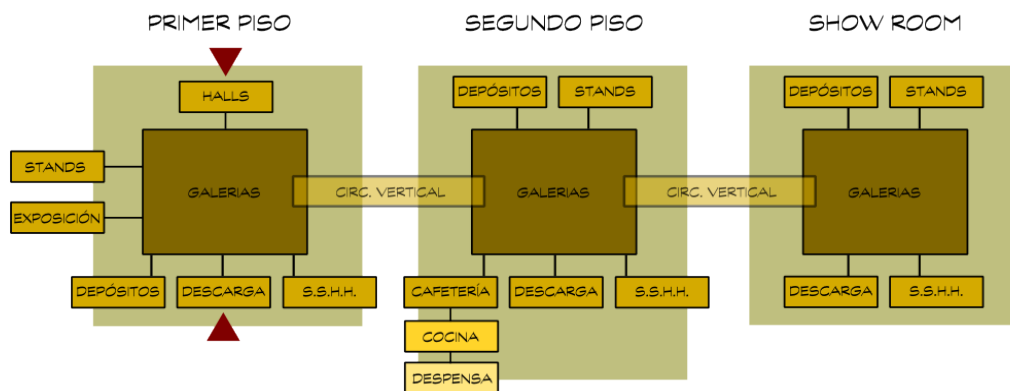 PRIMER PISO
SEGUNDO PISO
SHOW ROOM
HALLS
STANDS
EXPOSICIÓN
GALERIAS
CIRC. VERTICAL
DEPÓSITOS
DESCARGA
S.S.H.H.
DEPÓSITOS
STANDS
GALERIAS
CIRC. VERTICAL
CAFETERÍA
DESCARGA
S.S.H.H.
COCINA
DESPENSA
DEPÓSITOS
STANDS
GALERIAS
DESCARGA
S.S.H.H.